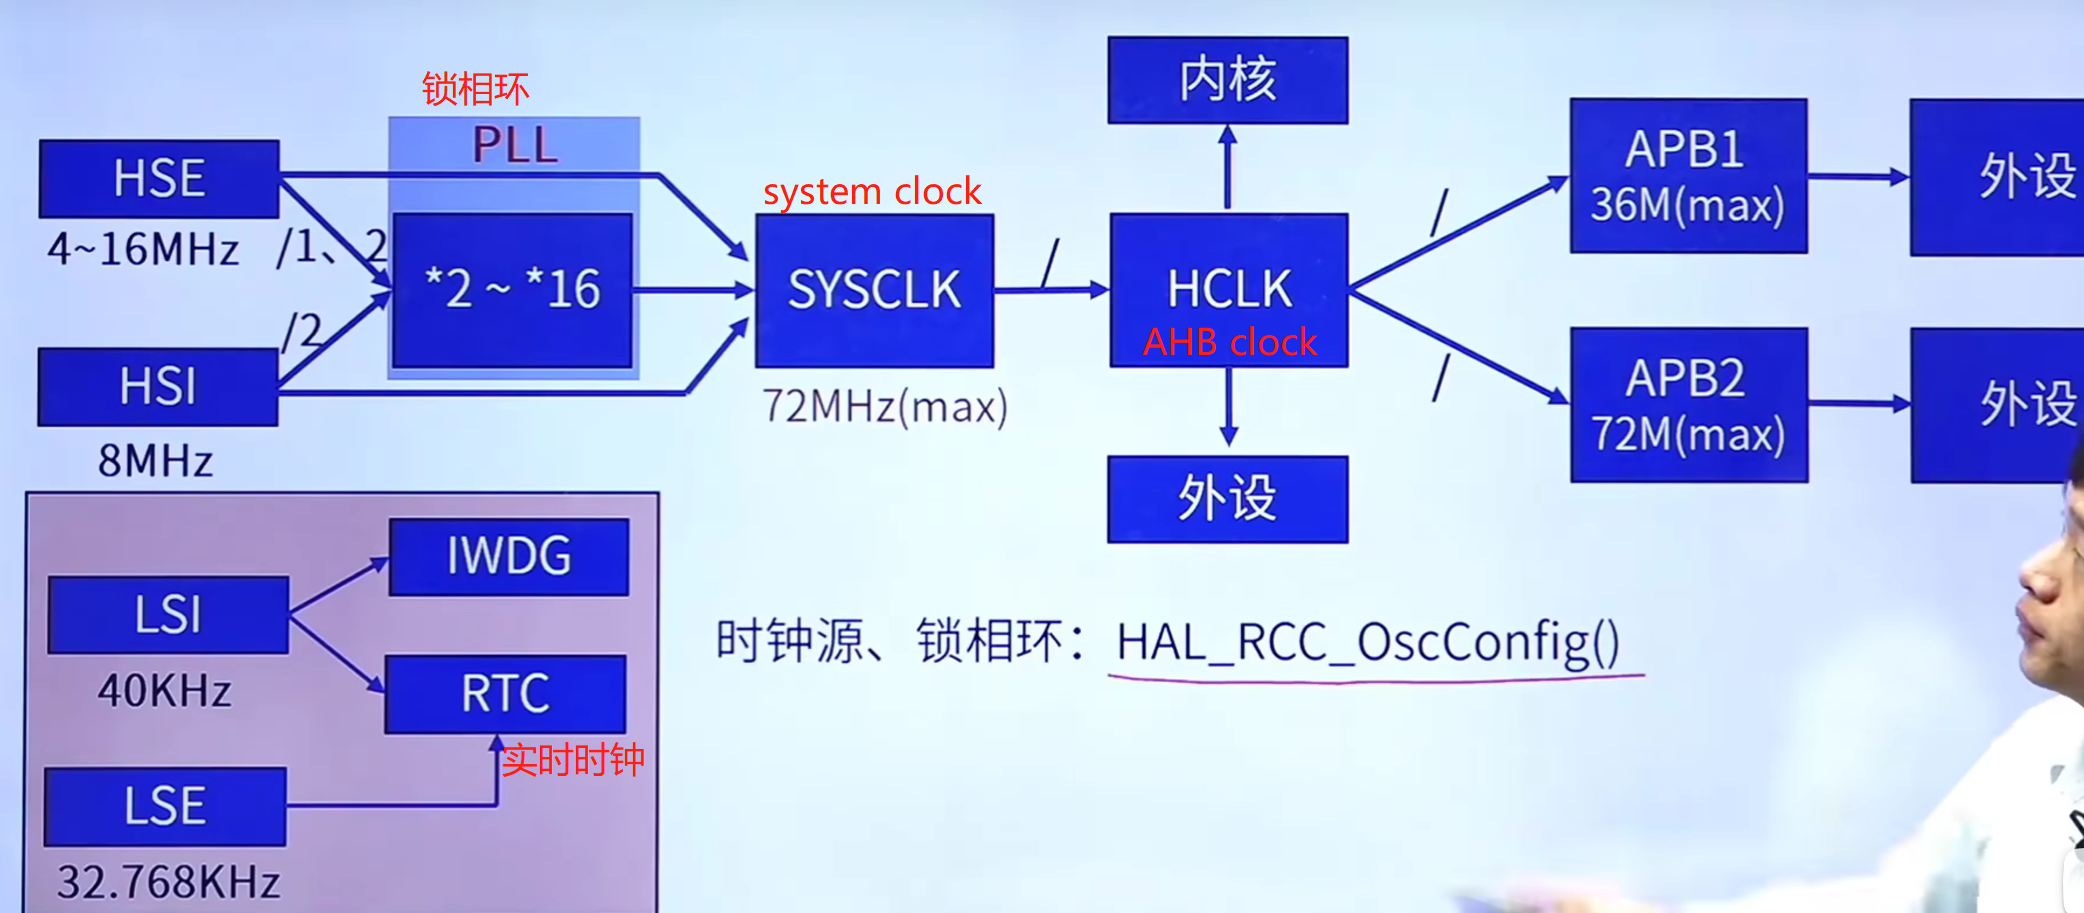 锁相环
PLL
HSE
4~16MHz
/1、2
*2 ~ *16
/2
HSI
8MHz
system clock
SYSCLK
72MHz(max)
/
内核
HCLK
AHB clock
外设
/
/
APB1
36M(max)
外设
APB2
72M(max)
外设
LSI
40KHz
IWDG
RTC
实时时钟
LSE
32.768KHz
时钟源、锁相环：HAL_RCC_OscConfig()